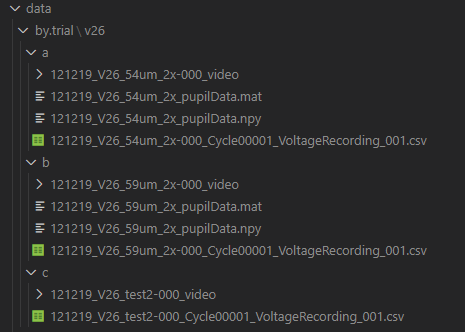 data
by.trial \ v26
a
121219_V26_54um_2x-000_video
121219_V26_54um_2x_pupilData.mat
121219_V26_54um_2x_pupilData.npy
121219_V26_54um_2x-000_Cycle00001_VoltageRecording_001.csv
b
121219_V26_59um_2x-000_video
121219_V26_59um_2x_pupilData.mat
121219_V26_59um_2x_pupilData.npy
121219_V26_59um_2x-000_Cycle00001_VoltageRecording_001.csv
c
121219_V26_test2-000_video
121219_V26_test2-000_Cycle00001_VoltageRecording_001.csv